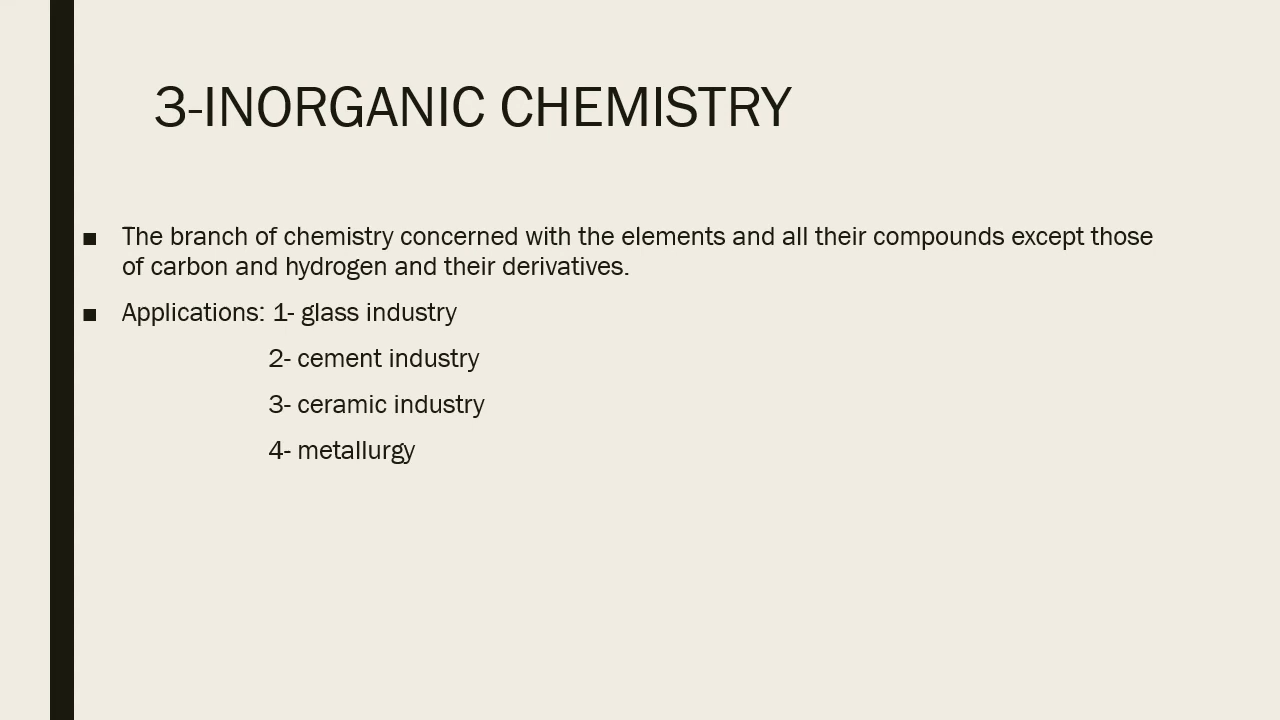 3-INORGANIC CHEMISTRY
■ The branch of chemistry concerned with the elements and all their compounds except those
of carbon and hydrogen and their derivatives.
■ Applications: 1- glass industry
2- cement industry
3- ceramic industry
4- metallurgy